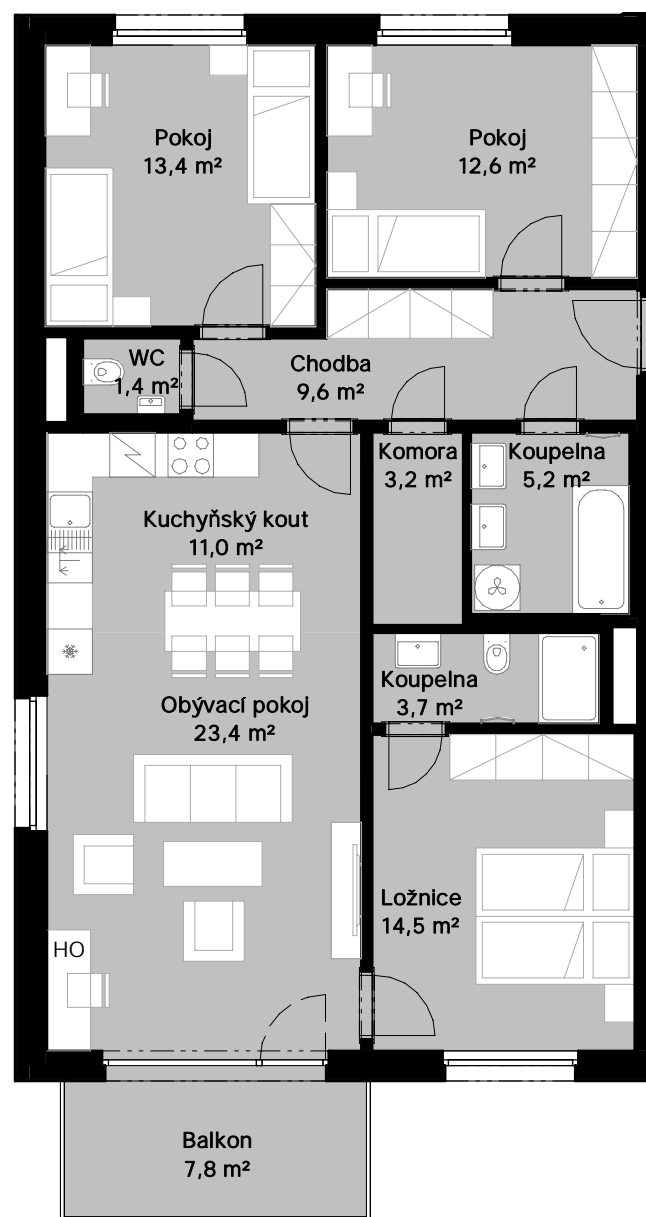 Pokoj
13,4 m²
Pokoj
12,6 m²
WC
1,4 m²
Chodba
9,6 m²
Komora
3,2 m²
Koupelna
5,2 m²
Kuchyňský kout
11,0 m²
Koupelna
3,7 m²
Obývací pokoj
23,4 m²
Ložnice
14,5 m²
HO
Balkon
7,8 m²